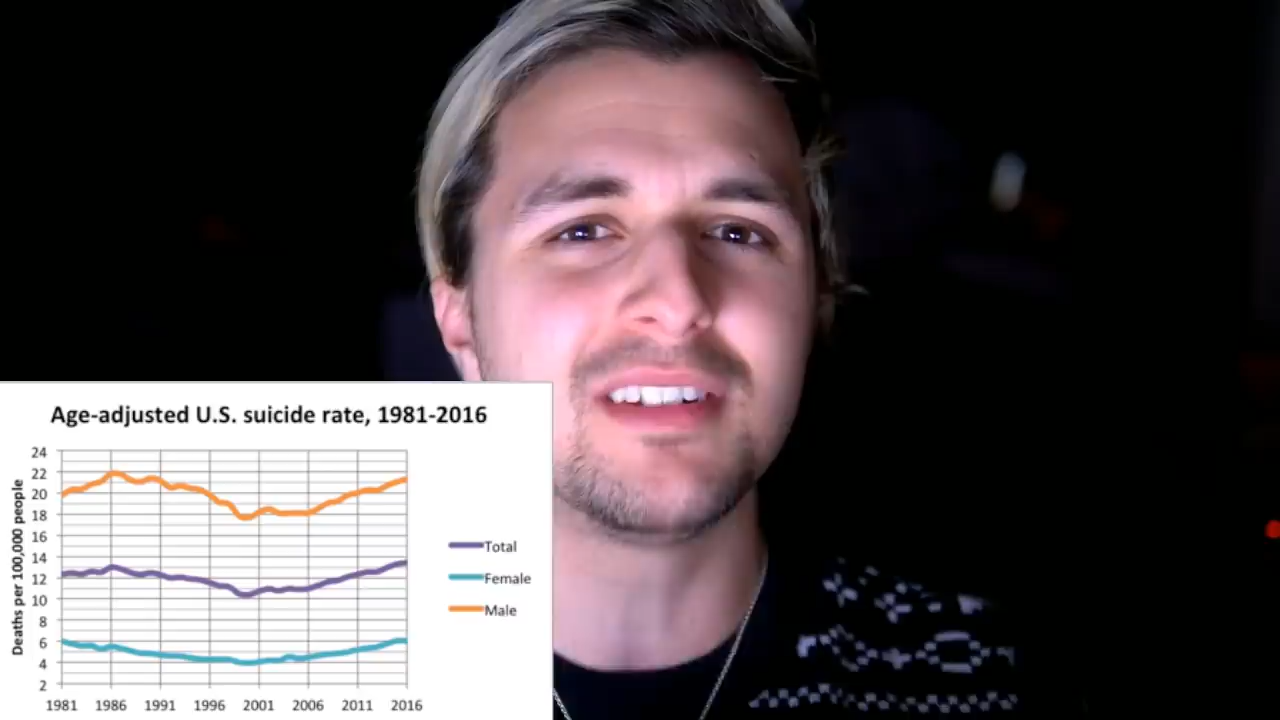 Age-adjusted U.S. suicide rate, 1981-2016
Deaths per 100,000 people
24
22
20
18
16
14
12
10
8
6
4
2
1981 1986 1991 1996 2001 2006 2011 2016
Total
Female
Male